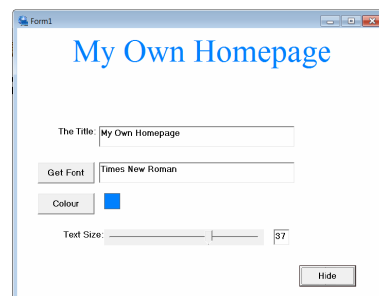 Form1
My Own Homepage
The Title: My Own Homepage
Get Font Times New Roman
Colour
Text Size: 37
Hide